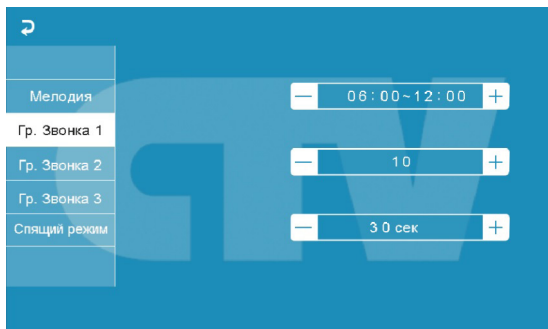 Мелодия
Гр. Звонка 1
Гр. Звонка 2
Гр. Звонка 3
Спящий режим
— 06:00~12:00 +
— 10 +
— 30 сек +
CTV